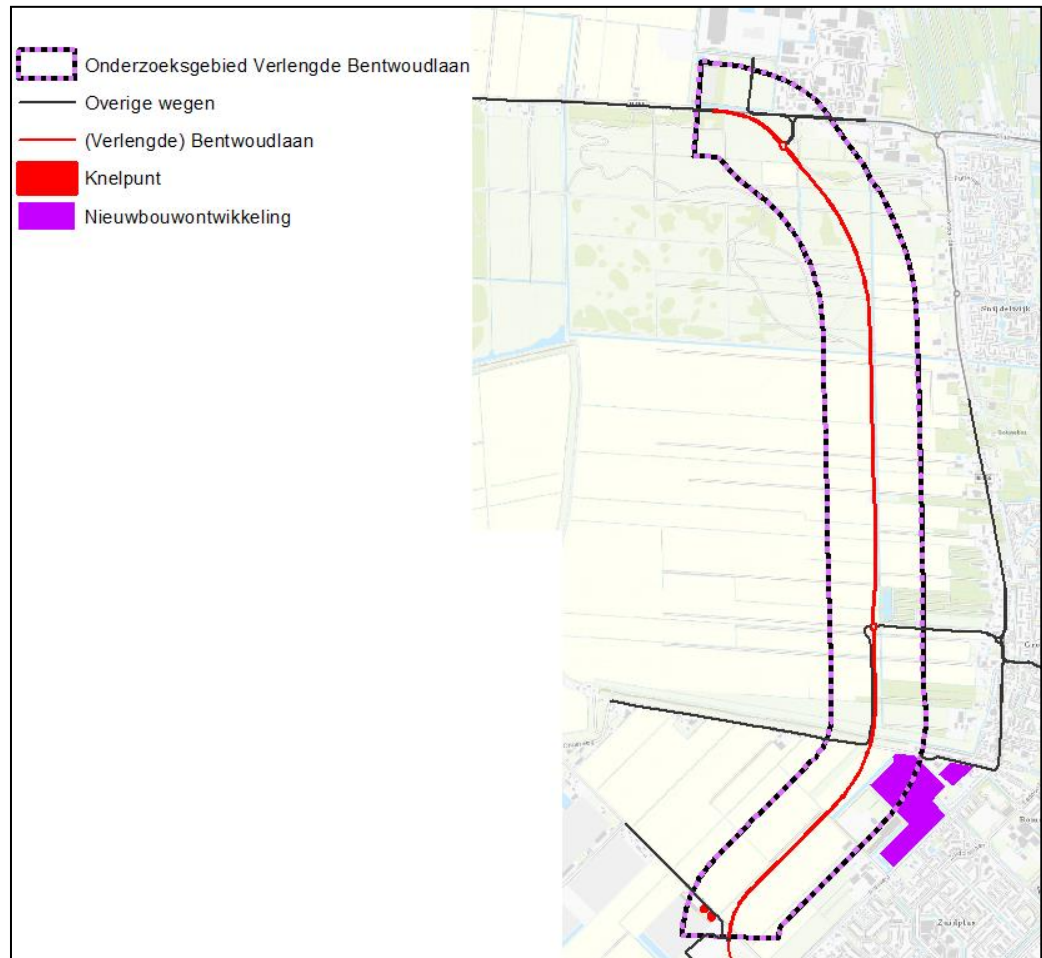 Onderzoeksgebied Verlengde Bentwoudlaan
Overige wegen
(Verlengde) Bentwoudlaan
Knelpunt
Nieuwbouwontwikkeling
Snijdelwijk
Zuidplas